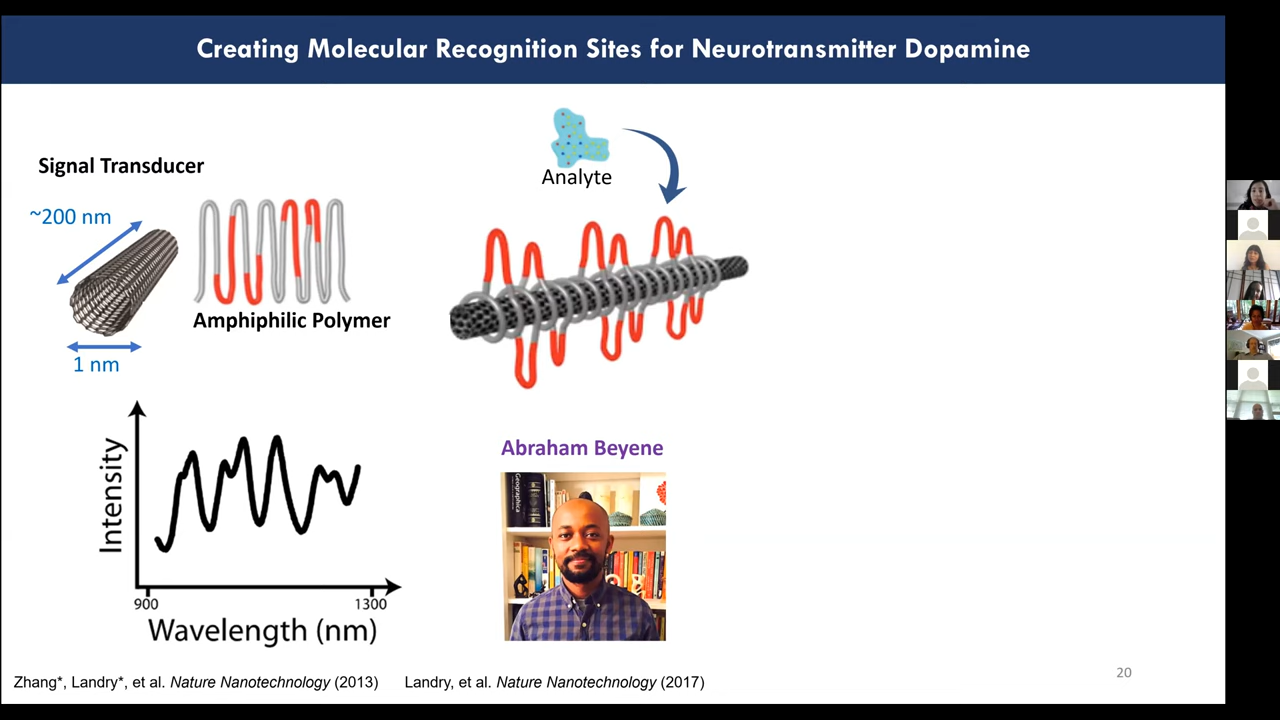 Creating Molecular Recognition Sites for Neurotransmitter Dopamine
Signal Transducer
~200 nm
1 nm
Amphiphilic Polymer
Analyte
Intensity
900
1300
Wavelength (nm)
Abraham Beyene
Geographica
Zhang*, Landry*, et al. Nature Nanotechnology (2013)
Landry, et al. Nature Nanotechnology (2017)
20